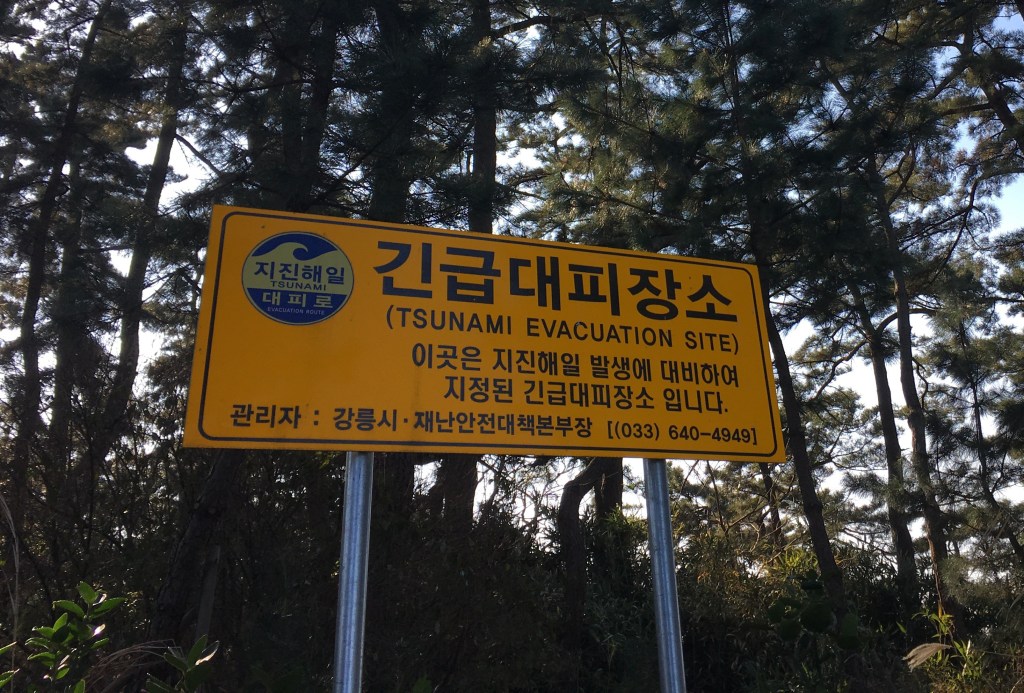 지진해일
TSUNAMI
대피로
EVACUATION ROUTE
긴급대피장소
(TSUNAMI EVACUATION SITE)
이곳은 지진해일 발생에 대비하여
지정된 긴급대피장소 입니다.
관리자 : 강릉시·재난안전대책본부장 [(033) 640-4949]